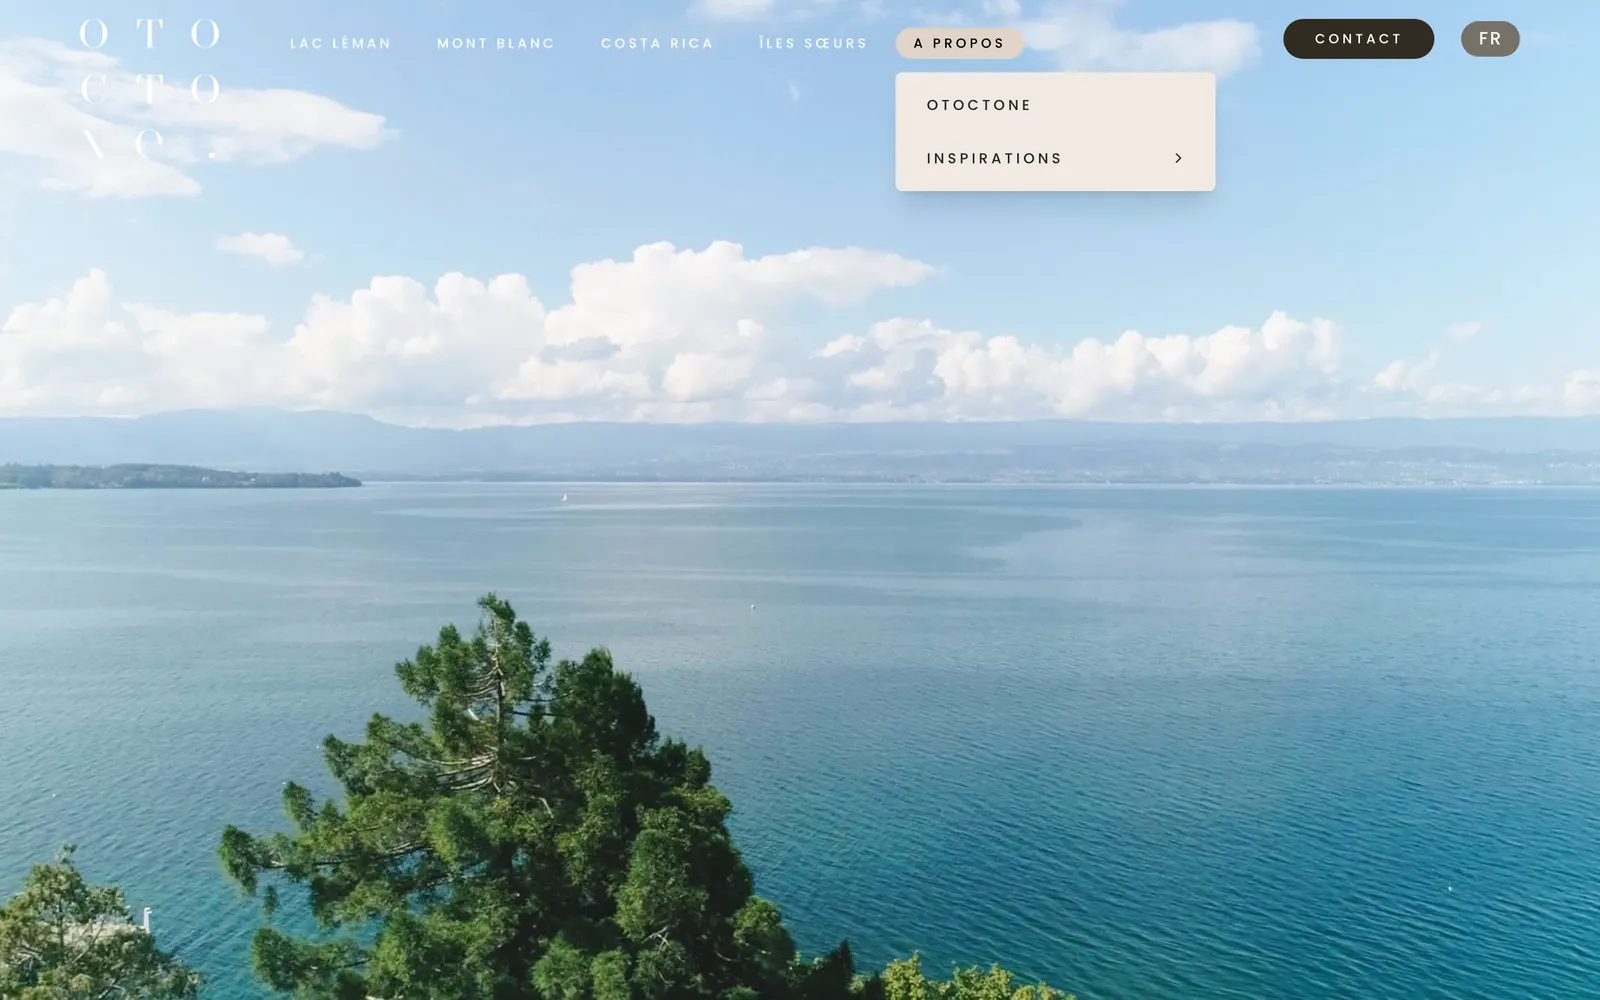 O T O
C T O
N E .
LAC LÉMAN
MONT BLANC
COSTA RICA
ÎLES SŒURS
A PROPOS
CONTACT
FR
OTOCTONE
INSPIRATIONS